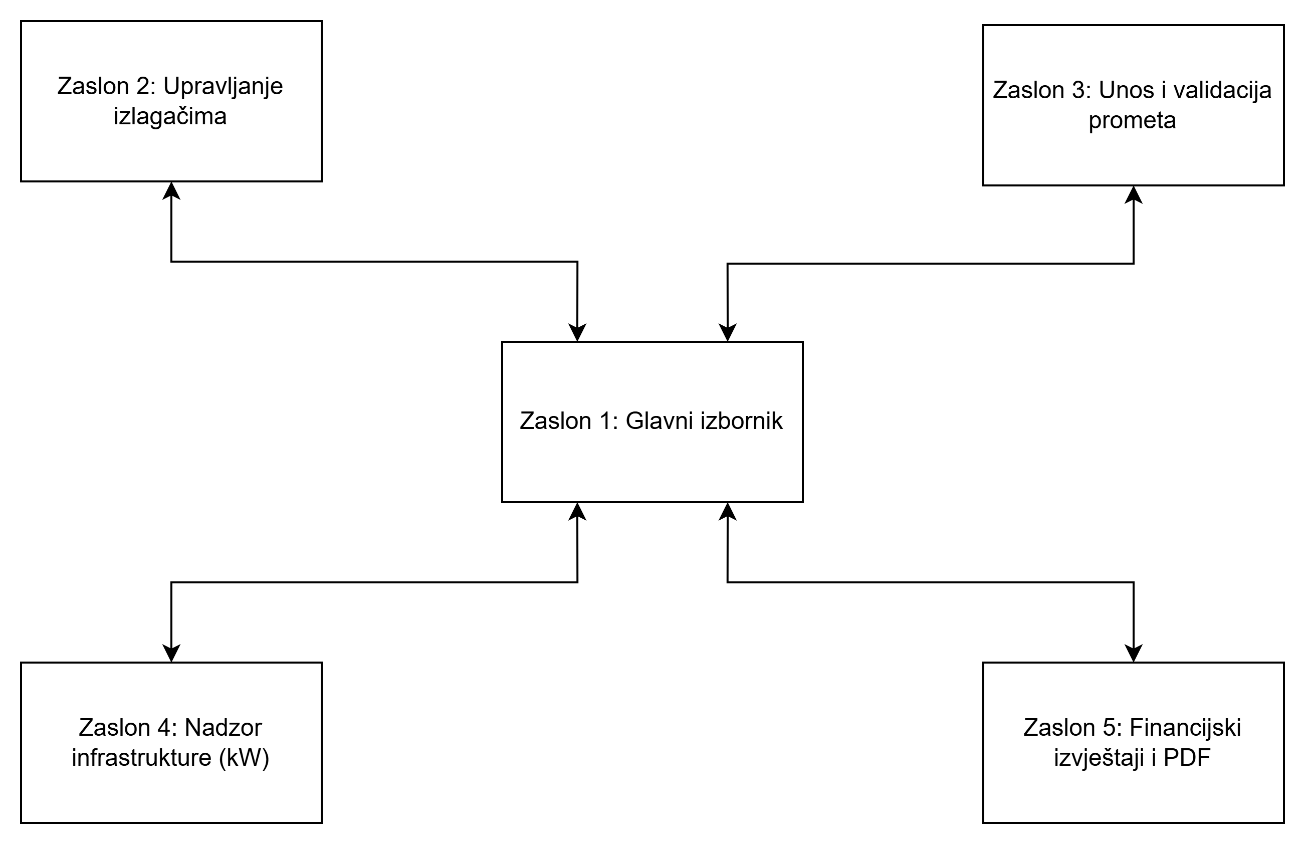 Zaslon 2: Upravljanje
izlagačima
Zaslon 3: Unos i validacija
prometa
Zaslon 1: Glavni izbornik
Zaslon 4: Nadzor
infrastrukture (kW)
Zaslon 5: Financijski
izvještaji i PDF